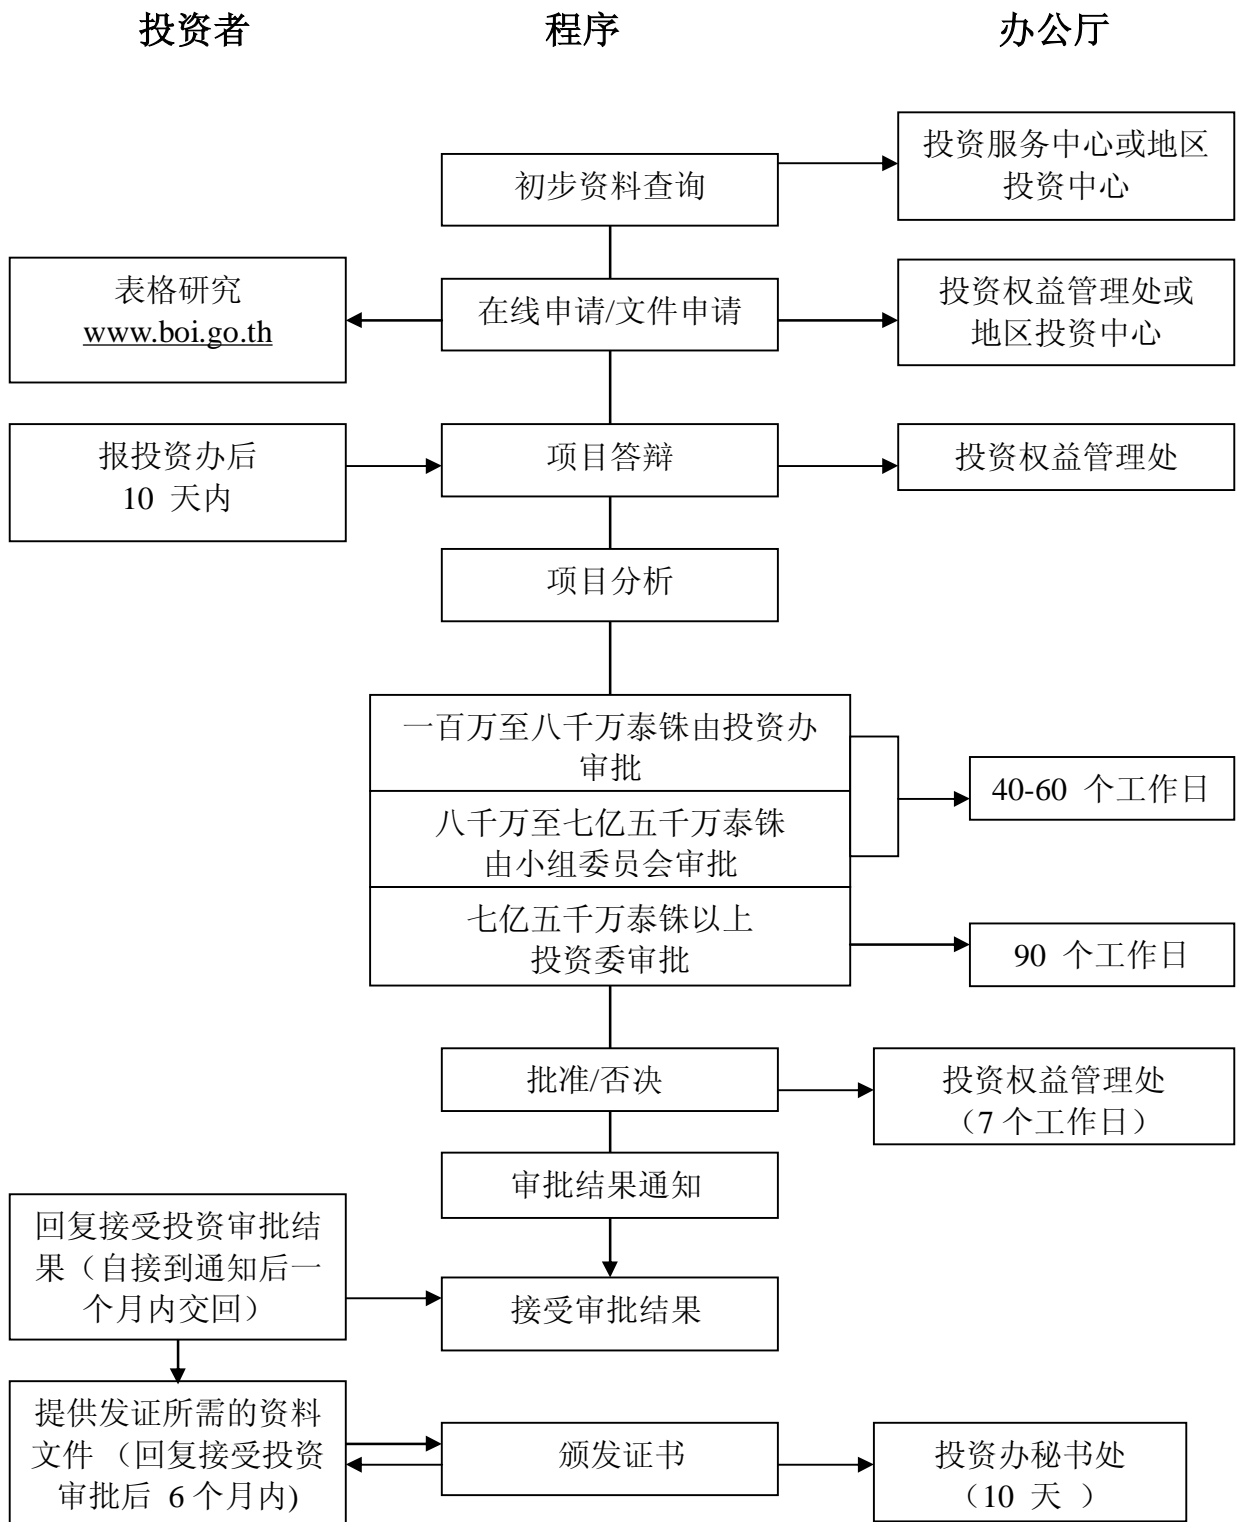 投资者
程序
办公厅
投资服务中心或地区
投资中心
初步资料查询
表格研究
www.boi.go.th
在线申请/文件申请
投资权益管理处或
地区投资中心
报投资办后
10 天内
项目答辩
投资权益管理处
项目分析
一百万至八千万泰铢由投资办
审批
八千万至七亿五千万泰铢
由小组委员会审批
七亿五千万泰铢以上
投资委审批
40-60 个工作日
90 个工作日
批准/否决
投资权益管理处
（7 个工作日）
审批结果通知
回复接受投资审批结
果（自接到通知后一
个月内交回）
接受审批结果
提供发证所需的资料
文件 （回复接受投资
审批后 6 个月内)
颁发证书
投资办秘书处
（10 天 ）